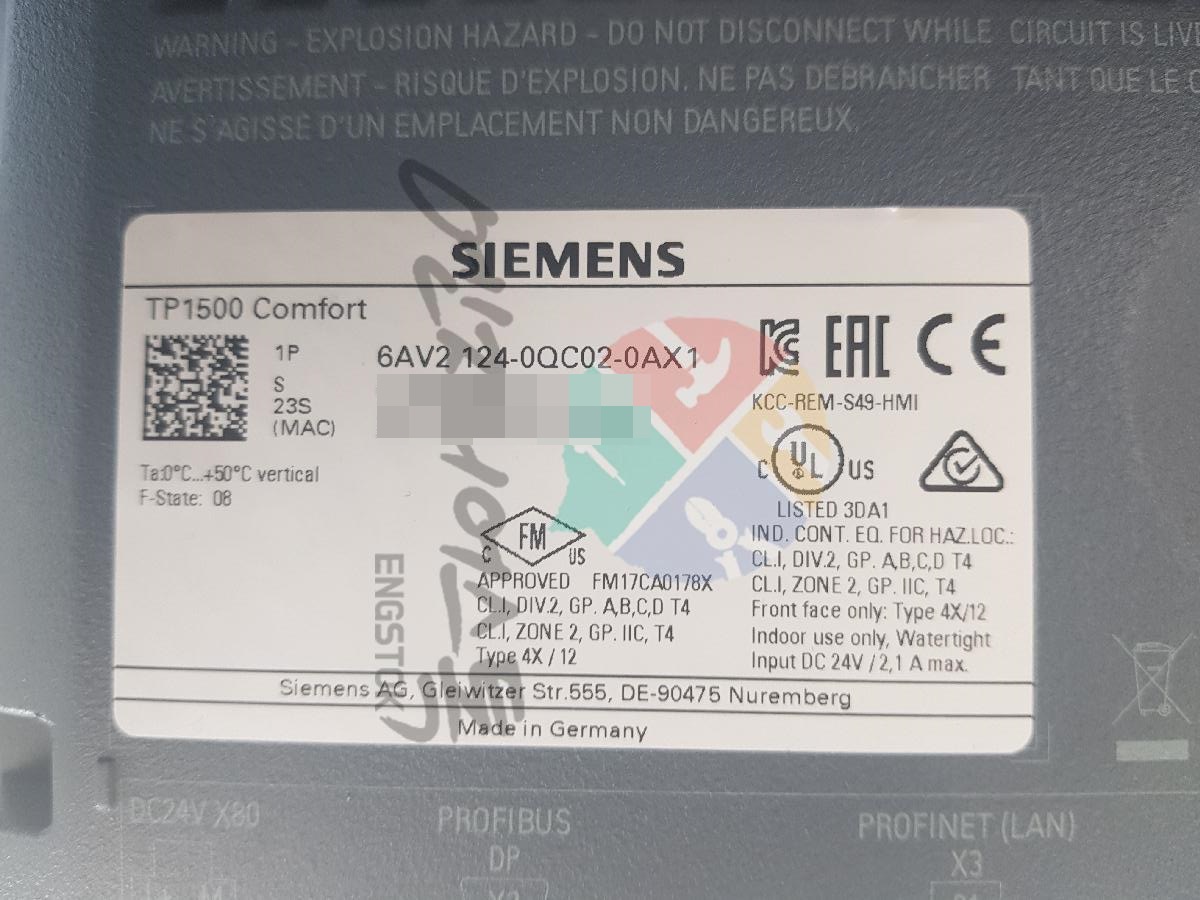 WARNING - EXPLOSION HAZARD - DO NOT DISCONNECT WHILE CIRCUIT IS LIVE
AVERTISSEMENT - RISQUE D'EXPLOSION. NE PAS DEBRANCHER TANT QUE LE
NE S'AGISSE D'UN EMPLACEMENT NON DANGEREUX.
SIEMENS
TP1500 Comfort
1P 6AV2 124-0QC02-0AX1
S
23S
(MAC)
Ta:0°C...+50°C vertical
F-State: 08
KCC-REM-S49-HMI
EAC CE
C UL US
LISTED 3DA1
IND. CONT. EQ. FOR HAZ.LOC.:
CL.I, DIV.2, GP. A,B,C,D T4
CL.I, ZONE 2, GP. IIC, T4
Front face only: Type 4X/12
Indoor use only, Watertight
Input DC 24V / 2,1 A max.
C FM US
APPROVED FM17CA0178X
CL.I, DIV.2, GP. A,B,C,D T4
CL.I, ZONE 2, GP. IIC, T4
Type 4X / 12
ENGSTCK
Siemens AG, Gleiwitzer Str.555, DE-90475 Nuremberg
Made in Germany
DC24V X80
PROFIBUS
DP
PROFINET (LAN)
X3